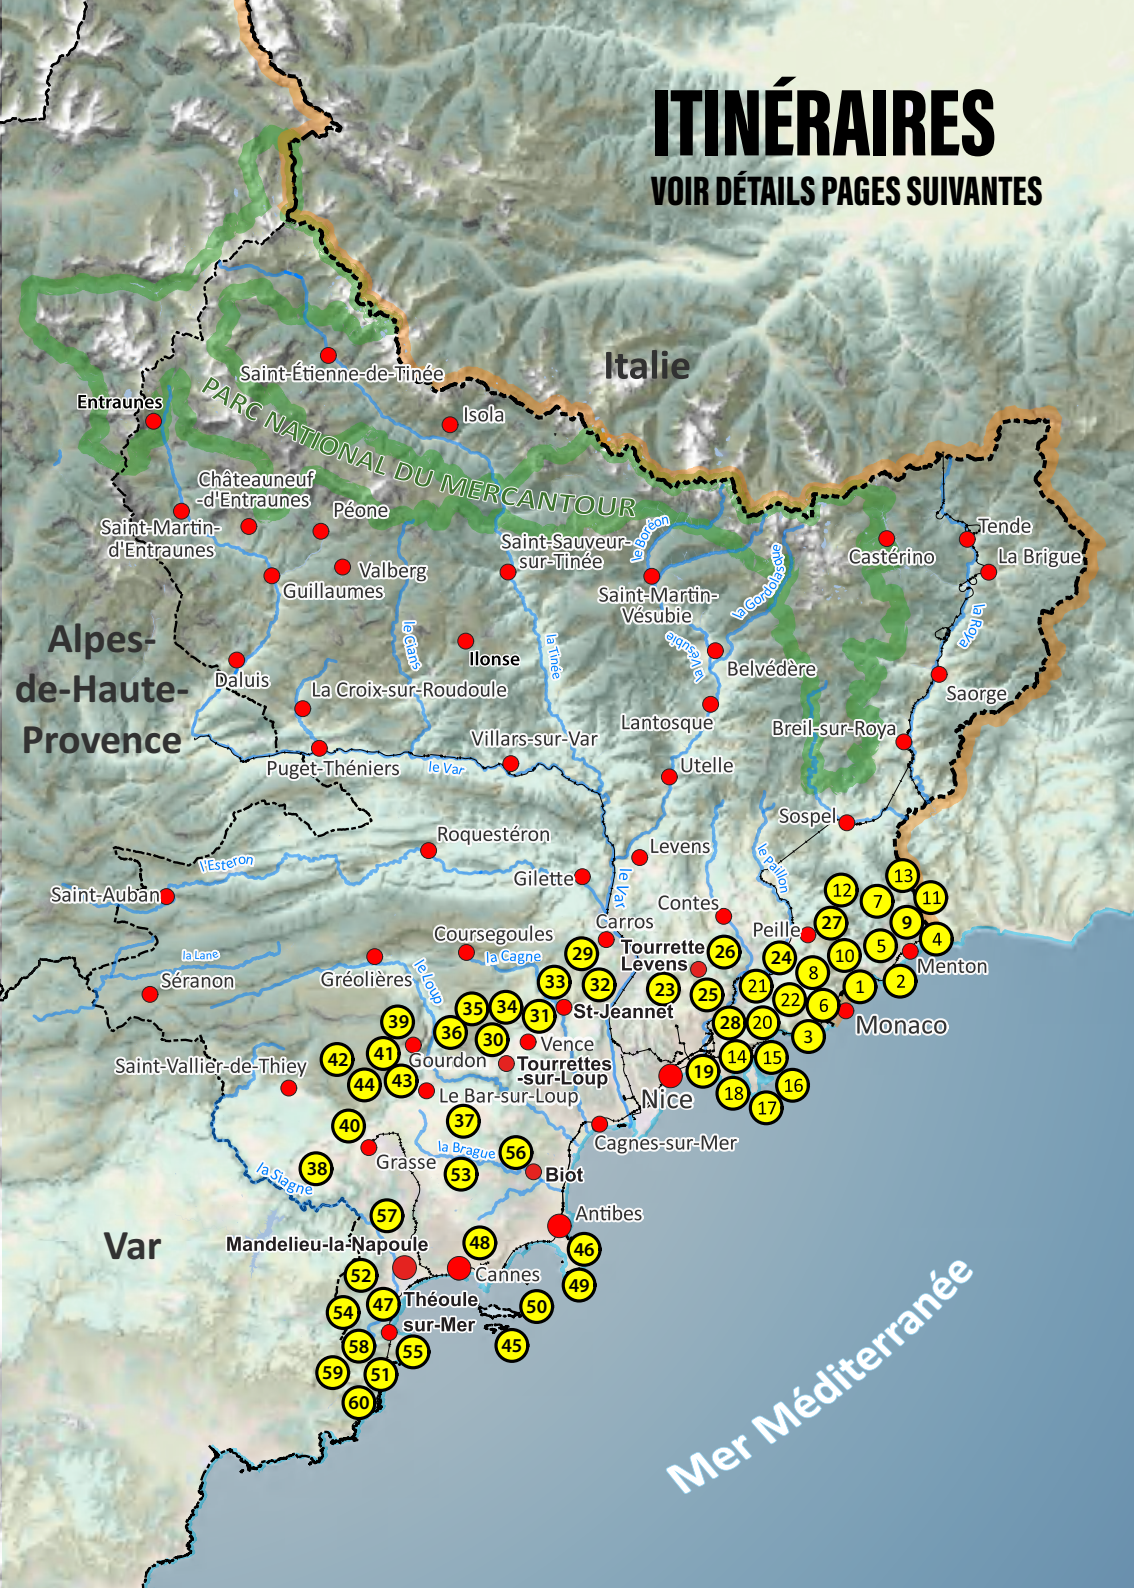 ITINÉRAIRES
VOIR DÉTAILS PAGES SUIVANTES
Italie
Saint-Étienne-de-Tinée
Entraunes
PARC NATIONAL DU MERCANTOUR
Isola
Châteauneuf
-d'Entraunes
Péone
Saint-Martin-
d'Entraunes
Saint-Sauveur-
sur-Tinée
le Boréon
Tende
Castérino
La Brigue
Valberg
Guillaumes
Saint-Martin-
Vésubie
la Gordolasque
la Roya
Alpes-
de-Haute-
Provence
le Cians
Ilonse
la Tinée
la Vésubie
Belvédère
Daluis
La Croix-sur-Roudoule
Saorge
Lantosque
Breil-sur-Roya
Villars-sur-Var
Puget-Théniers
le Var
Utelle
Sospel
Roquestéron
Levens
le Paillon
l'Esteron
Gilette
le Var
Saint-Auban
13
12
7
11
Contes
Carros
Peille
27
9
4
Coursegoules
Tourrette
Levens
26
24
10
5
la Lane
la Cagne
29
Menton
Séranon
Gréolières
le Loup
33
32
23
25
21
8
22
6
1
2
35
34
31
St-Jeannet
Monaco
39
36
30
Vence
28
20
3
42
41
Gourdon
Tourrettes
-sur-Loup
14
15
Saint-Vallier-de-Thiey
44
43
Le Bar-sur-Loup
Nice
19
18
16
17
40
37
Cagnes-sur-Mer
Grasse
la Brague
56
38
la Siagne
53
Biot
57
Antibes
Var
Mandelieu-la-Napoule
48
46
52
Cannes
49
47
Théoule
sur-Mer
50
54
58
55
45
59
51
60
Mer Méditerranée